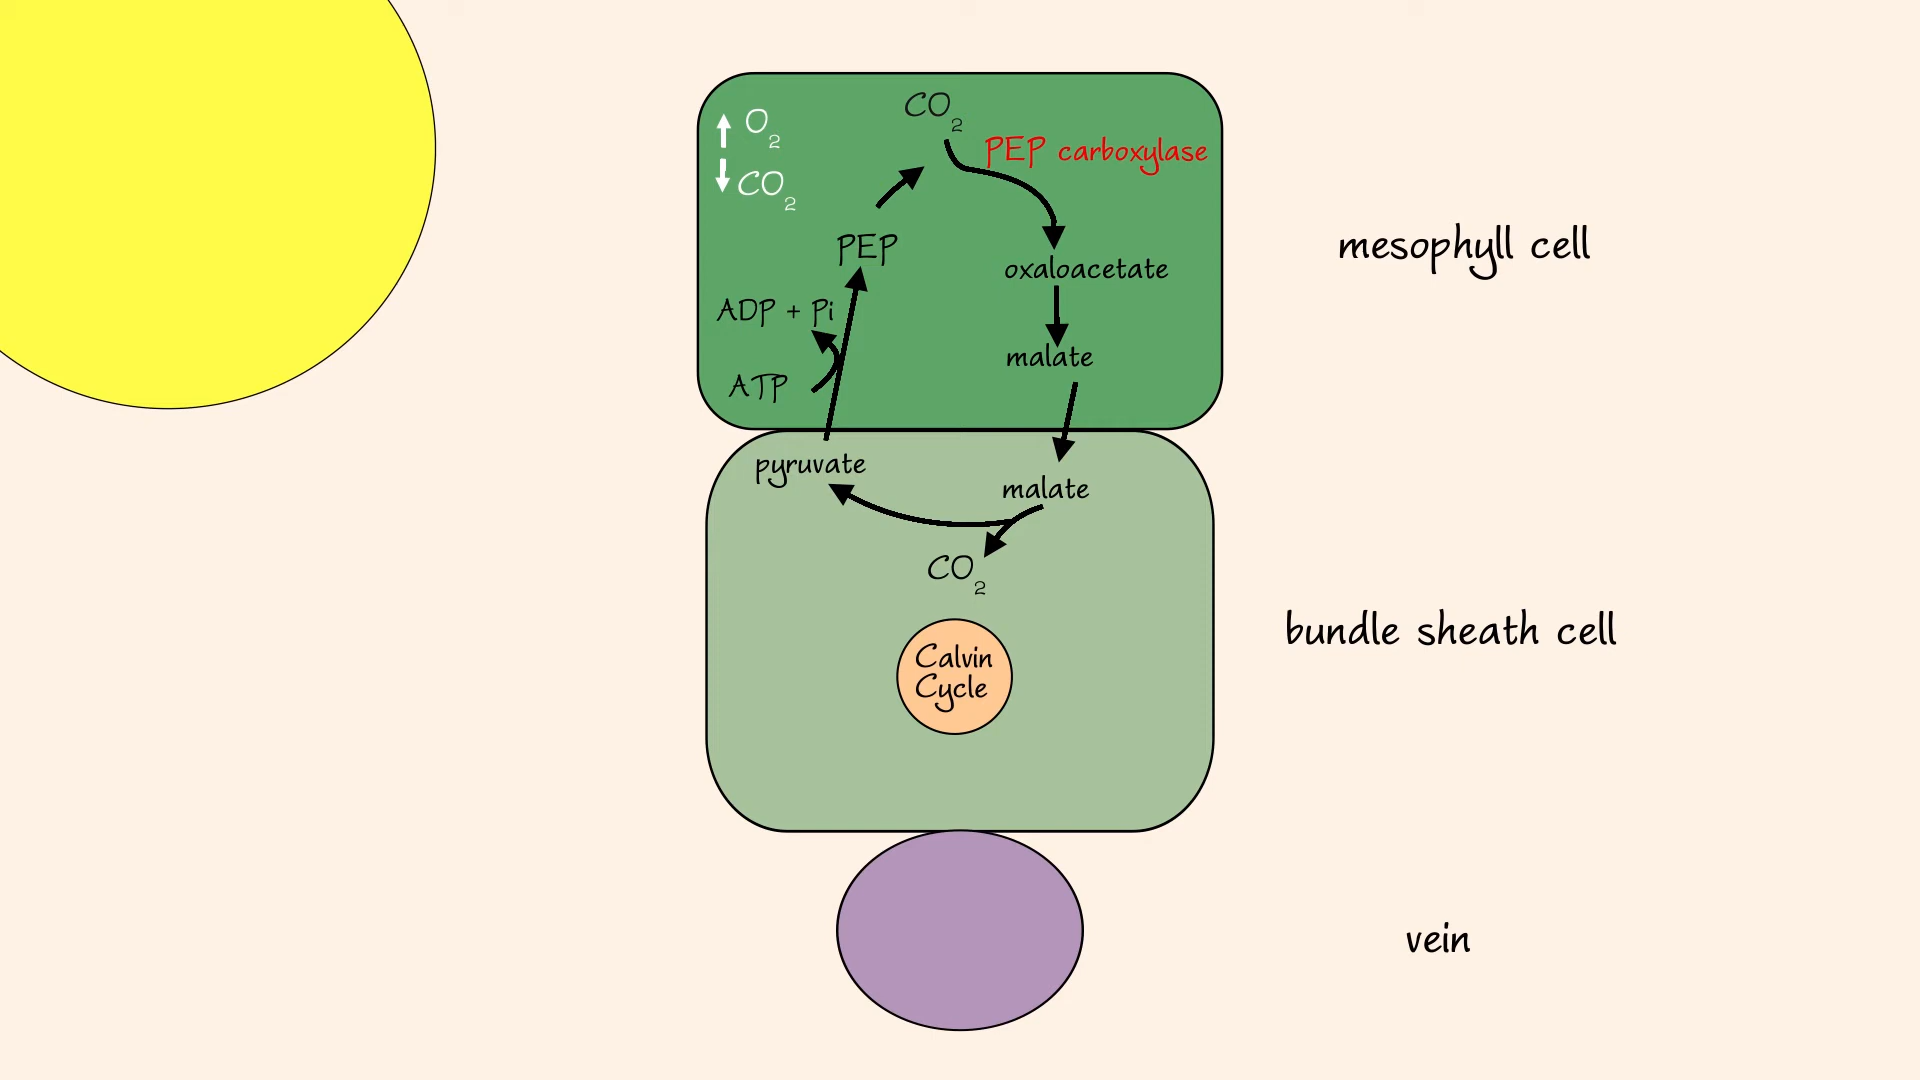 O₂
CO₂
CO₂
PEP carboxylase
PEP
oxaloacetate
ADP + Pi
malate
ATP
mesophyll cell
pyruvate
malate
CO₂
Calvin
Cycle
bundle sheath cell
vein